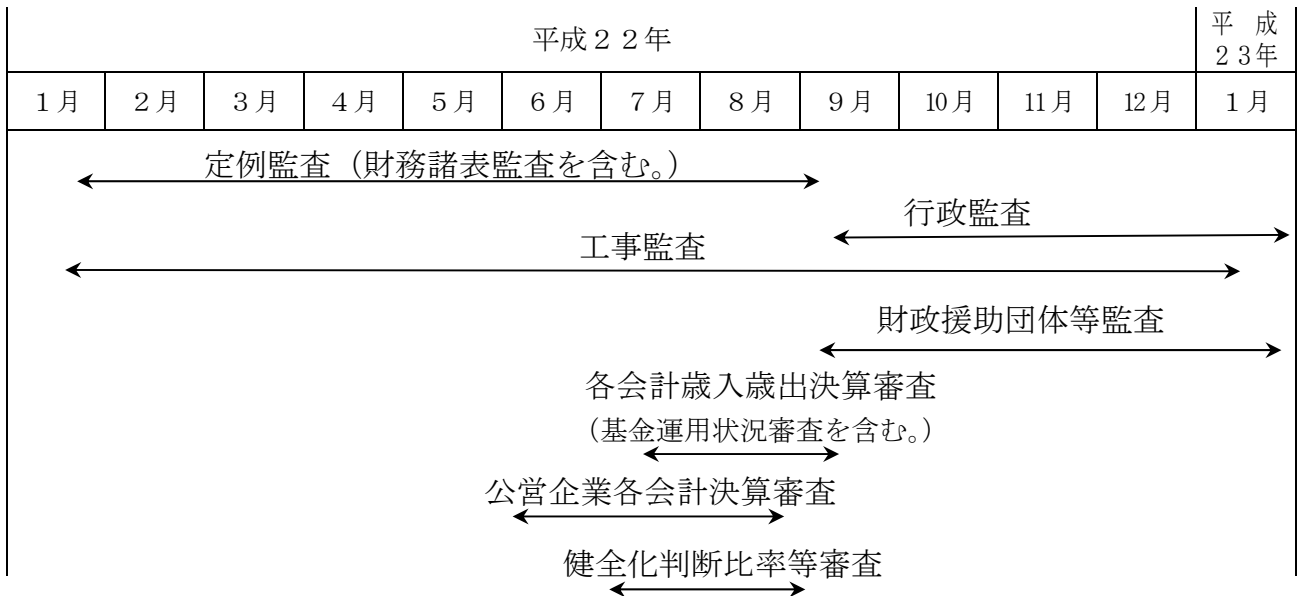 平成２２年
平 成
２３年
１月 ２月 ３月 ４月 ５月 ６月 ７月 ８月 ９月 10月 11月 12月 １月
定例監査（財務諸表監査を含む。）
行政監査
工事監査
財政援助団体等監査
各会計歳入歳出決算審査
（基金運用状況審査を含む。）
公営企業各会計決算審査
健全化判断比率等審査